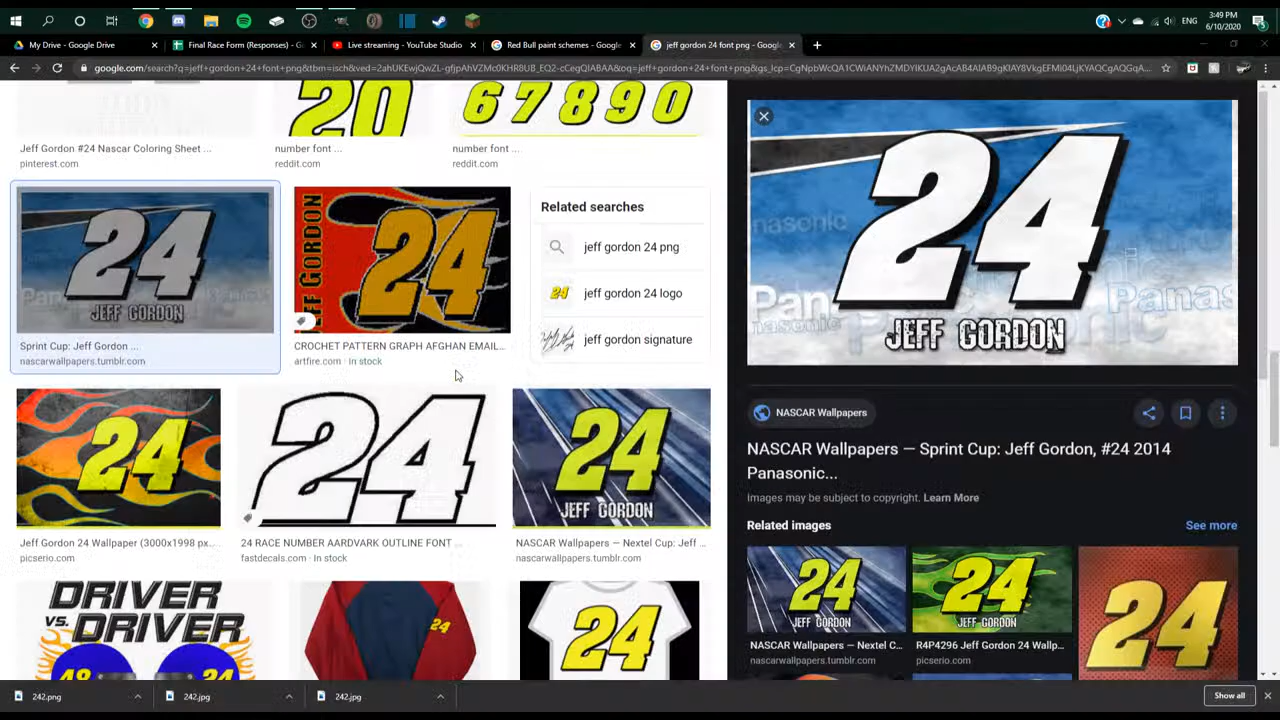 ENG
3:49 PM
6/10/2020
5
My Drive - Google Drive
Final Race Form (Responses) - Go
Live streaming - YouTube Studio
Red Bull paint schemes - Google
jeff gordon 24 font png - Google
20
67890
Jeff Gordon #24 Nascar Coloring Sheet ...
pinterest.com
number font ...
reddit.com
number font ...
reddit.com
24
JEFF GORDON
Sprint Cup: Jeff Gordon ...
nascarwallpapers.tumblr.com
JEFF GORDON
24
CROCHET PATTERN GRAPH AFGHAN EMAIL...
artfire.com · In stock
Related searches
jeff gordon 24 png
24
jeff gordon 24 logo
jeff gordon signature
24
Jeff Gordon 24 Wallpaper (3000x1998 px...
picserio.com
24
24 RACE NUMBER AARDVARK OUTLINE FONT ...
fastdecals.com · In stock
24
JEFF GORDON
NASCAR Wallpapers — Nextel Cup: Jeff ...
nascarwallpapers.tumblr.com
DRIVER
VS. DRIVER
48
24
24
24
24
nasonic
Panas
JEFF GORDON
NASCAR Wallpapers
NASCAR Wallpapers — Sprint Cup: Jeff Gordon, #24 2014
Panasonic...
Images may be subject to copyright. Learn More
Related images
See more
24
JEFF GORDON
NASCAR Wallpapers — Nextel C...
nascarwallpapers.tumblr.com
24
JEFF GORDON
R4P4296 Jeff Gordon 24 Wallp...
picserio.com
24
242.png
242.jpg
242.jpg
Show all